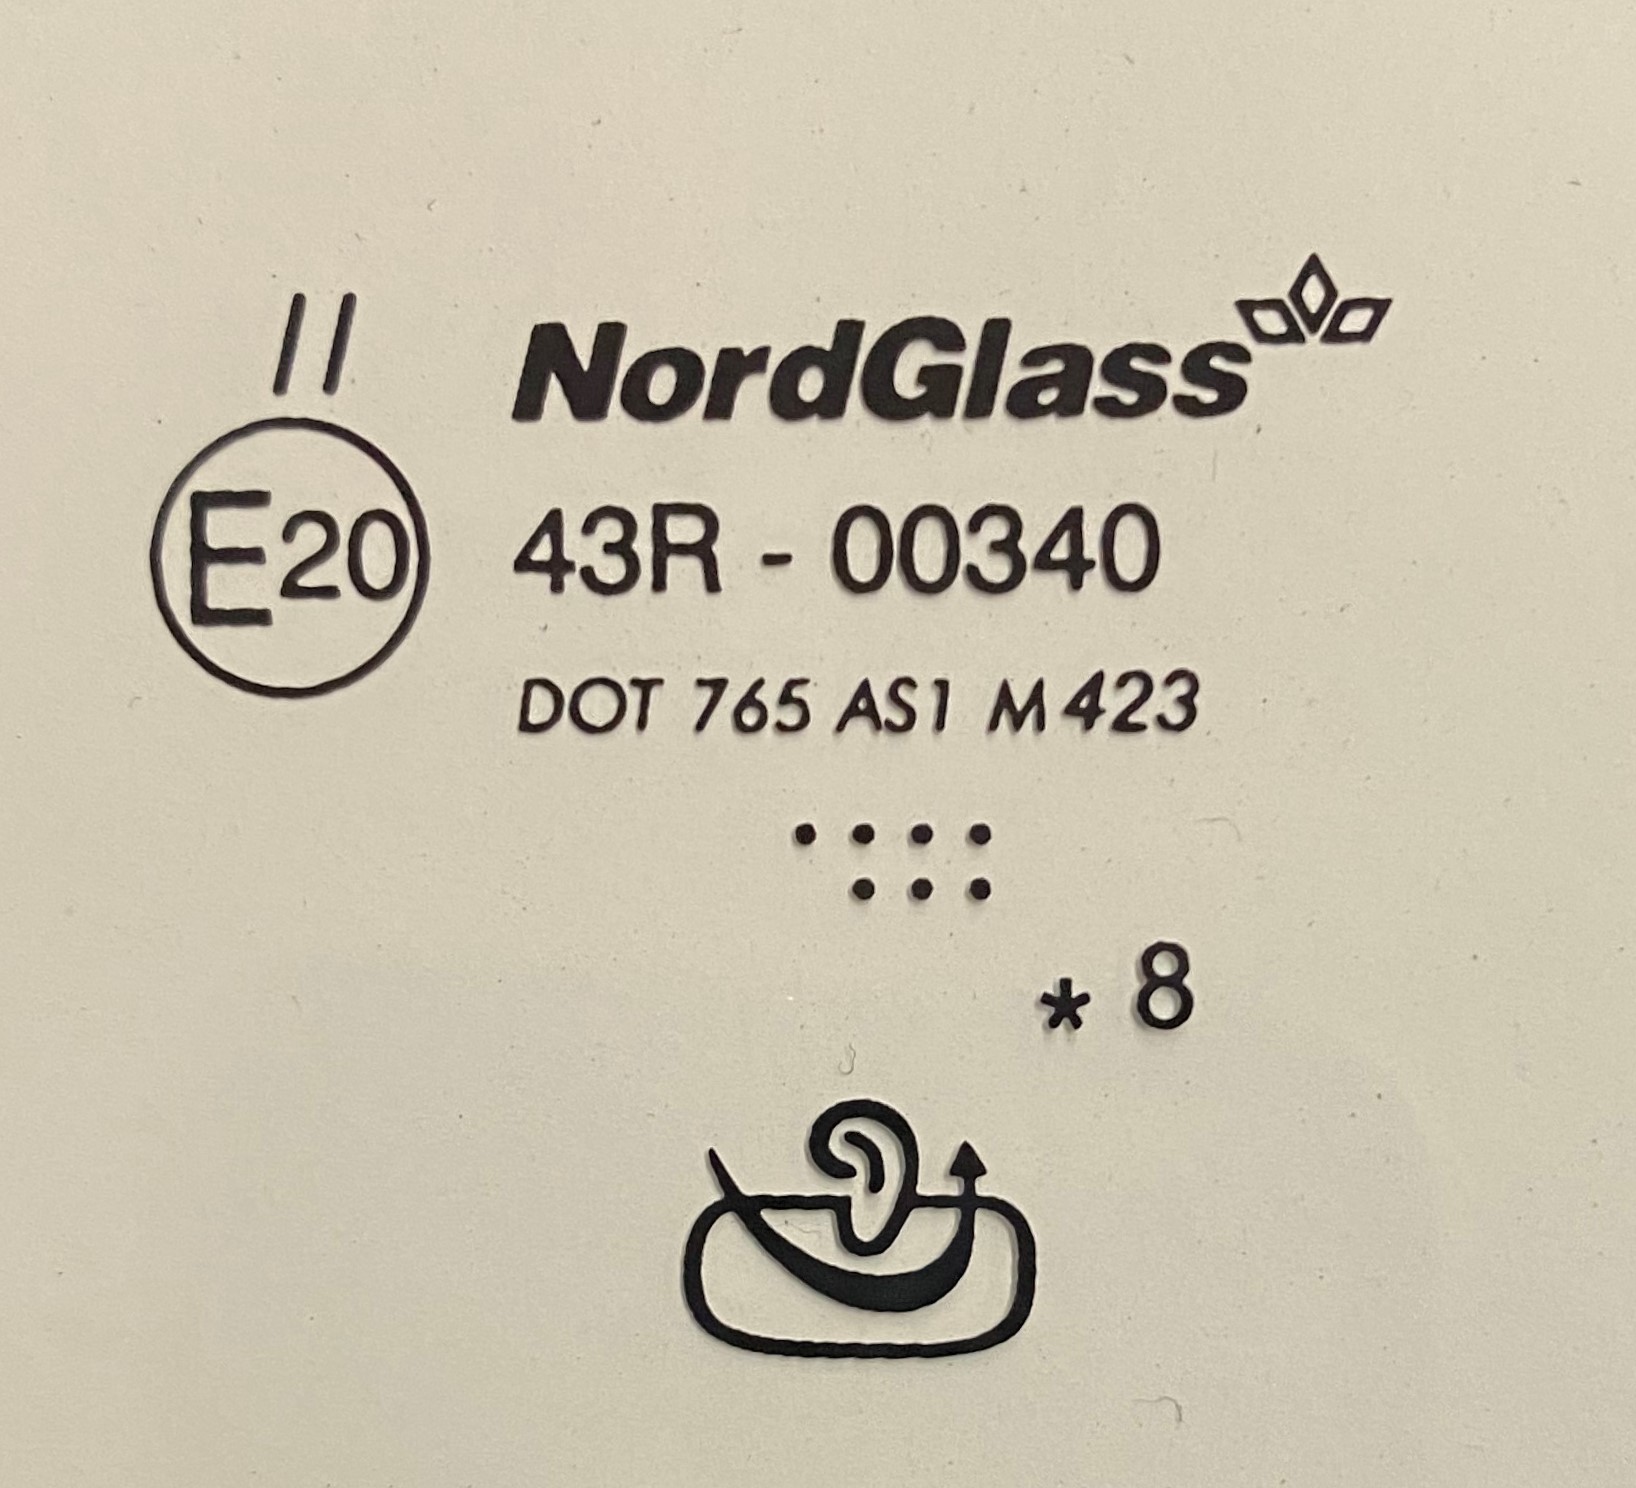 II
NordGlass
E20
43R - 00340
DOT 765 AS1 M423
* 8